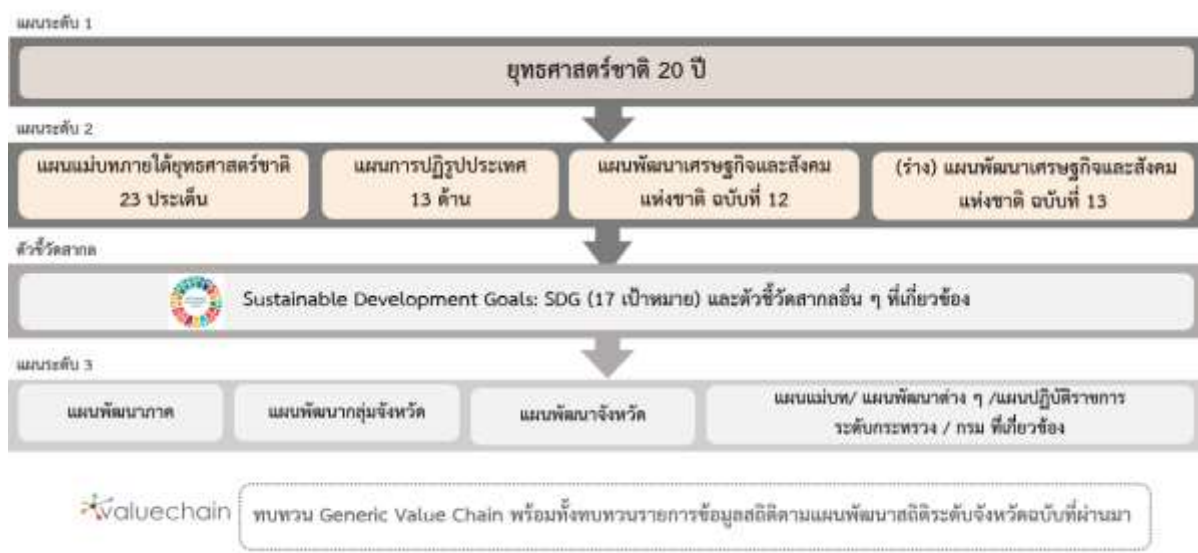 แผนระดับ 1
ยุทธศาสตร์ชาติ 20 ปี
แผนระดับ 2
แผนแม่บทภายใต้ยุทธศาสตร์ชาติ
23 ประเด็น
แผนการปฏิรูปประเทศ
13 ด้าน
แผนพัฒนาเศรษฐกิจและสังคม
แห่งชาติ ฉบับที่ 12
(ร่าง) แผนพัฒนาเศรษฐกิจและสังคม
แห่งชาติ ฉบับที่ 13
ตัวชี้วัดสากล
Sustainable Development Goals: SDG (17 เป้าหมาย) และตัวชี้วัดสากลอื่น ๆ ที่เกี่ยวข้อง
แผนระดับ 3
แผนพัฒนาภาค
แผนพัฒนากลุ่มจังหวัด
แผนพัฒนาจังหวัด
แผนแม่บท/ แผนพัฒนาต่าง ๆ /แผนปฏิบัติราชการ
ระดับกระทรวง / กรม ที่เกี่ยวข้อง
valuechain
ทบทวน Generic Value Chain พร้อมทั้งทบทวนรายการข้อมูลสถิติตามแผนพัฒนาสถิติระดับจังหวัดฉบับที่ผ่านมา